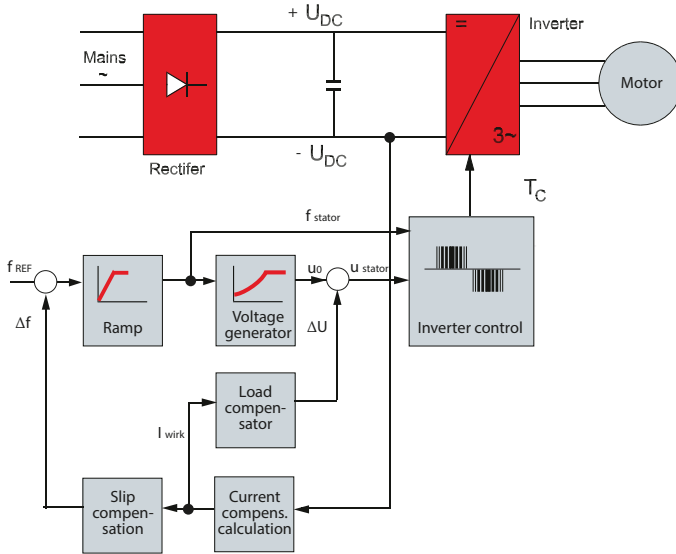 + UDC
Inverter
Mains
~
=
Motor
3~
Rectifer
- UDC
TC
f stator
f REF
u0
u stator
Δf
Ramp
Voltage
generator
ΔU
Inverter control
Load
compen-
sator
I wirk
Slip
compen-
sation
Current
compens.
calculation